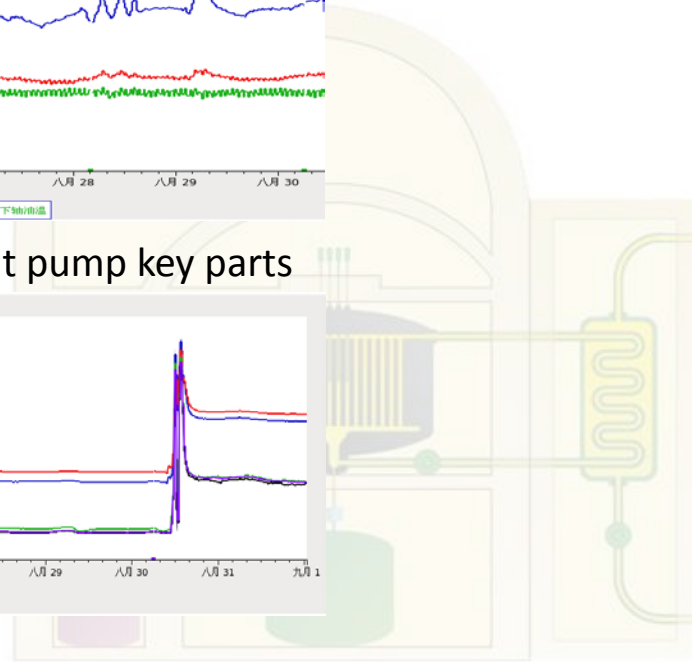 八月 28 八月 29 八月 30
下轴油温
t pump key parts
八月 29 八月 30 八月 31 九月 1